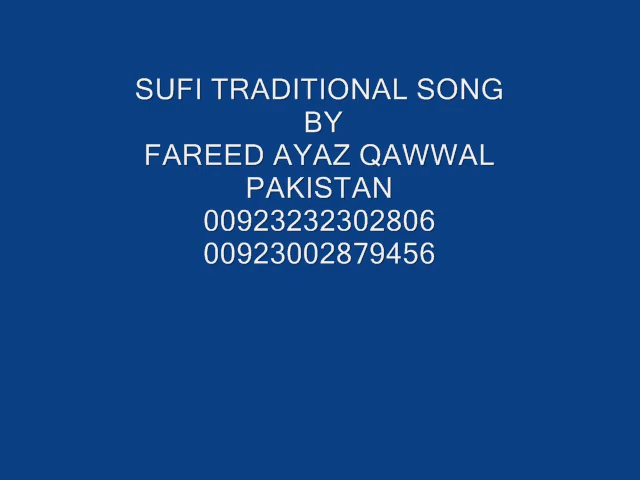 SUFI TRADITIONAL SONG
BY
FAREED AYAZ QAWWAL
PAKISTAN
00923232302806
00923002879456